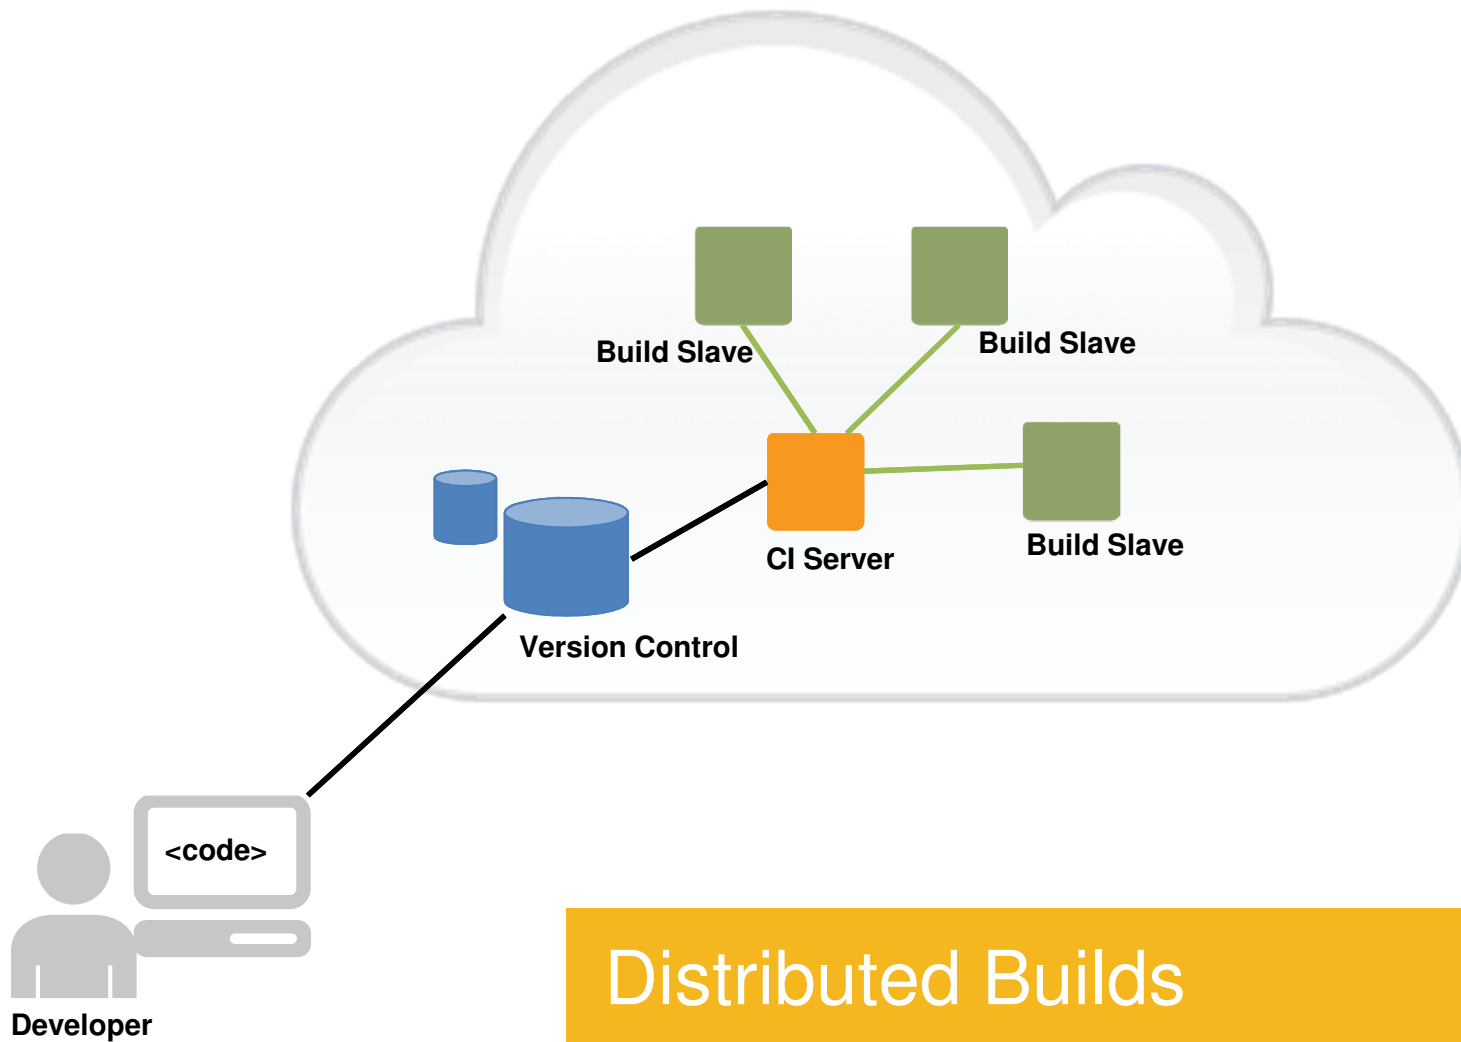 Build Slave
Build Slave
Build Slave
CI Server
Version Control
<code>
Developer
Distributed Builds